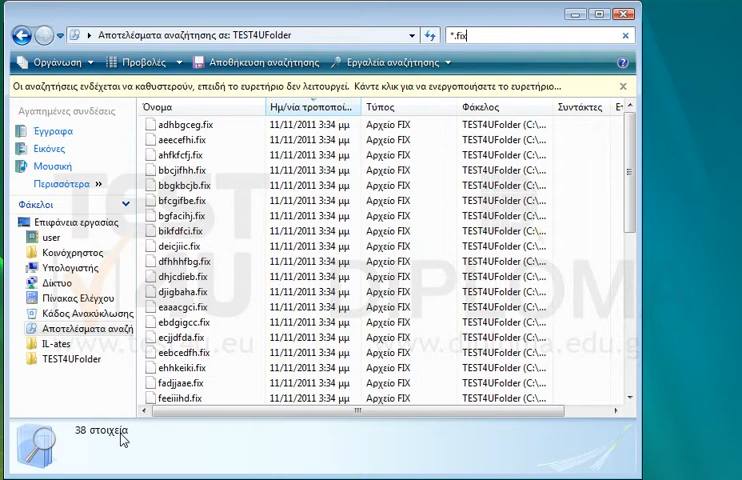 Αποτελέσματα αναζήτησης σε: TEST4UFolder
*.fix
Οργάνωση Προβολές Αποθήκευση αναζήτησης Εργαλεία αναζήτησης
Οι αναζητήσεις ενδέχεται να καθυστερούν, επειδή το ευρετήριο δεν λειτουργεί. Κάντε κλικ για να ενεργοποιήσετε το ευρετήριο...
Αγαπημένες συνδέσεις
Έγγραφα
Εικόνες
Μουσική
Περισσότερα »
Φάκελοι
Επιφάνεια εργασίας
user
Κοινόχρηστος
Υπολογιστής
Δίκτυο
Πίνακας Ελέγχου
Κάδος Ανακύκλωσης
Αποτελέσματα αναζή
IL-ates
TEST4UFolder
Όνομα Ημ/νία τροποποί... Τύπος Φάκελος Συντάκτες Ετ
adhbgceg.fix 11/11/2011 3:34 μμ Αρχείο FIX TEST4UFolder (C:\...
aeecefhi.fix 11/11/2011 3:34 μμ Αρχείο FIX TEST4UFolder (C:\...
ahfkfcfj.fix 11/11/2011 3:34 μμ Αρχείο FIX TEST4UFolder (C:\...
bbcjifhh.fix 11/11/2011 3:34 μμ Αρχείο FIX TEST4UFolder (C:\...
bbgkbcjb.fix 11/11/2011 3:34 μμ Αρχείο FIX TEST4UFolder (C:\...
bfcgifbe.fix 11/11/2011 3:34 μμ Αρχείο FIX TEST4UFolder (C:\...
bgfacihj.fix 11/11/2011 3:34 μμ Αρχείο FIX TEST4UFolder (C:\...
bikfdfci.fix 11/11/2011 3:34 μμ Αρχείο FIX TEST4UFolder (C:\...
deicjiic.fix 11/11/2011 3:34 μμ Αρχείο FIX TEST4UFolder (C:\...
dfhhhfbg.fix 11/11/2011 3:34 μμ Αρχείο FIX TEST4UFolder (C:\...
dhjcdieb.fix 11/11/2011 3:34 μμ Αρχείο FIX TEST4UFolder (C:\...
djigbaha.fix 11/11/2011 3:34 μμ Αρχείο FIX TEST4UFolder (C:\...
eaaacgci.fix 11/11/2011 3:34 μμ Αρχείο FIX TEST4UFolder (C:\...
ebdgigcc.fix 11/11/2011 3:34 μμ Αρχείο FIX TEST4UFolder (C:\...
ecjjdfda.fix 11/11/2011 3:34 μμ Αρχείο FIX TEST4UFolder (C:\...
eebcedfh.fix 11/11/2011 3:34 μμ Αρχείο FIX TEST4UFolder (C:\...
ehhkeiki.fix 11/11/2011 3:34 μμ Αρχείο FIX TEST4UFolder (C:\...
fadjjaae.fix 11/11/2011 3:34 μμ Αρχείο FIX TEST4UFolder (C:\...
feeiiihd.fix 11/11/2011 3:34 μμ Αρχείο FIX TEST4UFolder (C:\...
38 στοιχεία